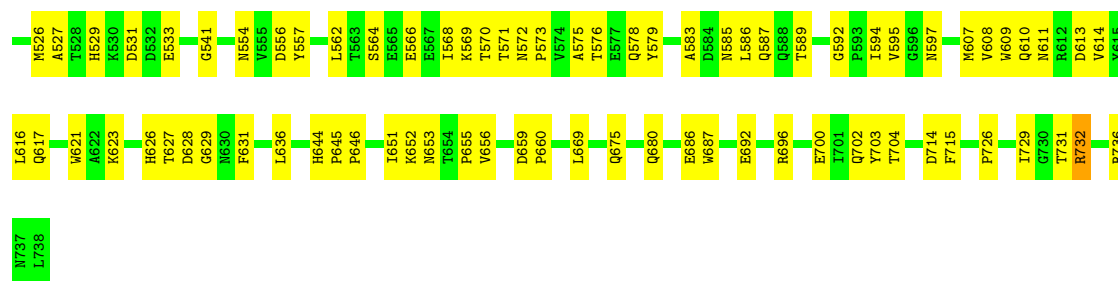 M526 A527 T528 H529 K530 D531 D532 E533 G541 N554 V555 D556 Y557 L562 T563 S564 E565 E566 E567 I568 K569 T570 T571 N572 P573 V574 A575 T576 E577 Q578 Y579 A583 D584 N585 L586 Q587 Q588 T589 G592 P593 I594 V595 G596 N597 M607 V608 W609 Q610 N611 R612 D613 V614 Y615
L616 Q617 W621 A622 K623 H626 T627 D628 G629 N630 F631 L636 H644 P645 P646 I651 K652 N653 T654 P655 V656 D659 P660 L669 Q675 Q680 E686 W687 E692 R696 E700 I701 Q702 Y703 T704 D714 F715 P726 I729 G730 T731 R732
N737 L738